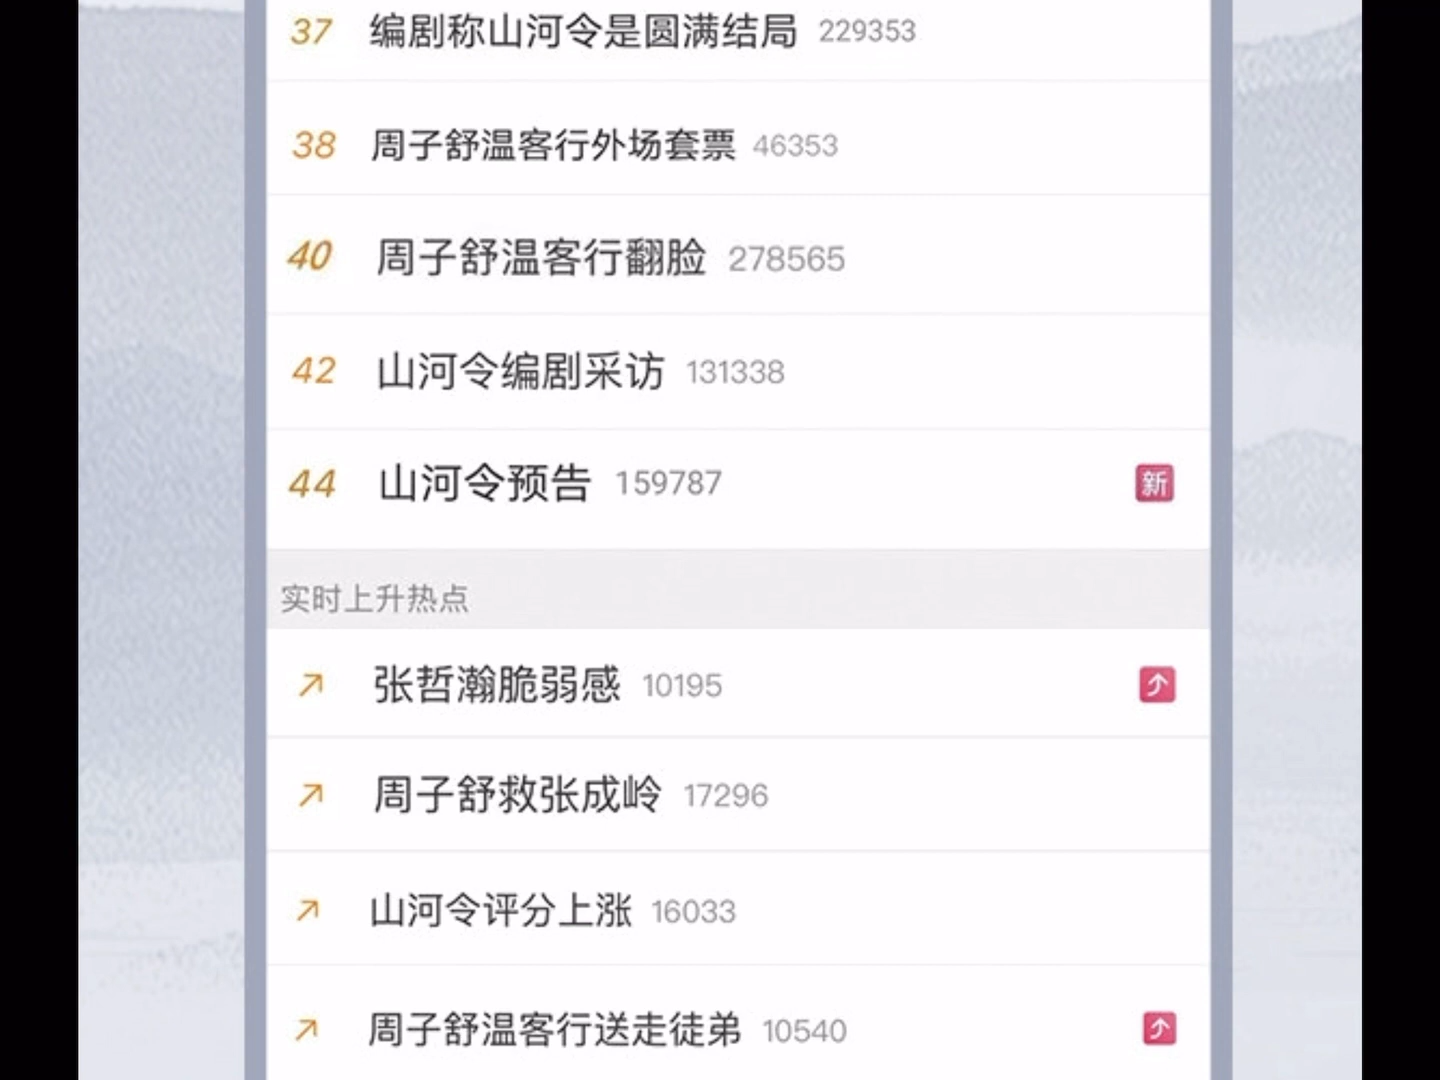 37 编剧称山河令是圆满结局 229353
38 周子舒温客行外场套票 46353
40 周子舒温客行翻脸 278565
42 山河令编剧采访 131338
44 山河令预告 159787 新
实时上升热点
张哲瀚脆弱感 10195
周子舒救张成岭 17296
山河令评分上涨 16033
周子舒温客行送走徒弟 10540